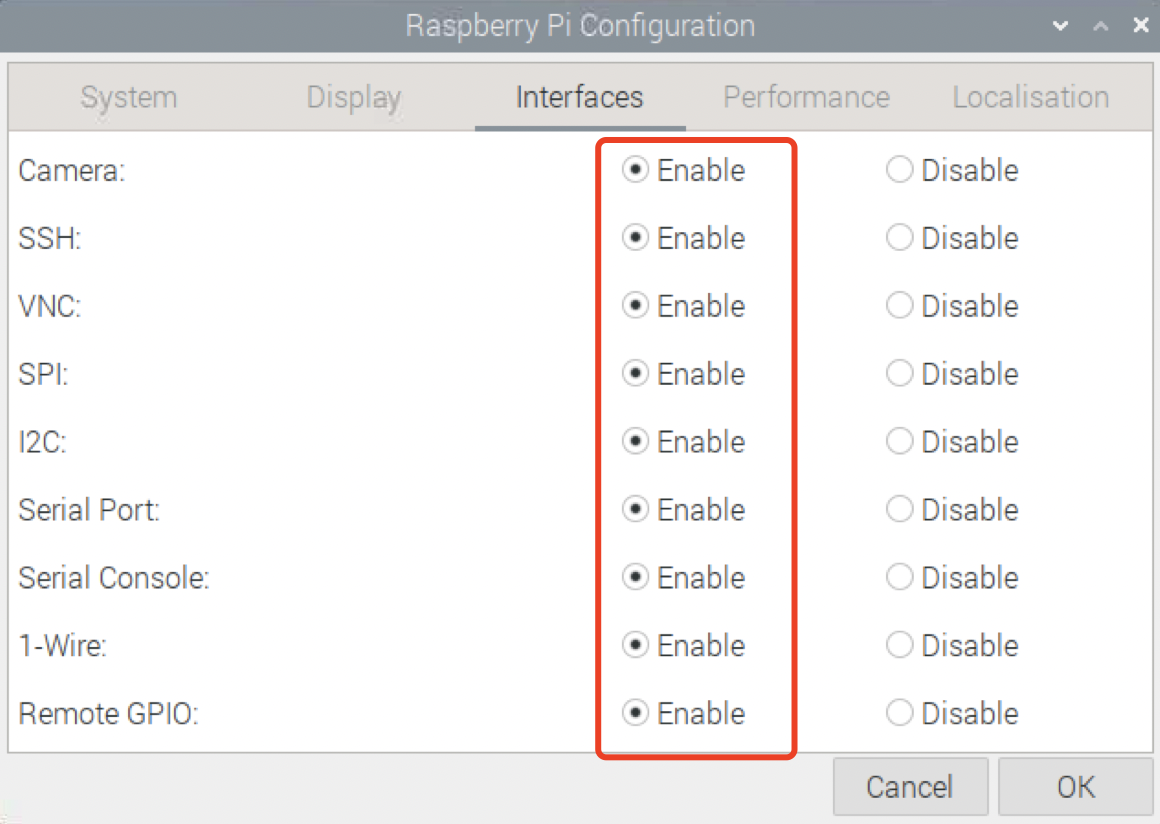 Raspberry Pi Configuration
System Display Interfaces Performance Localisation
Camera: Enable Disable
SSH: Enable Disable
VNC: Enable Disable
SPI: Enable Disable
I2C: Enable Disable
Serial Port: Enable Disable
Serial Console: Enable Disable
1-Wire: Enable Disable
Remote GPIO: Enable Disable
Cancel OK